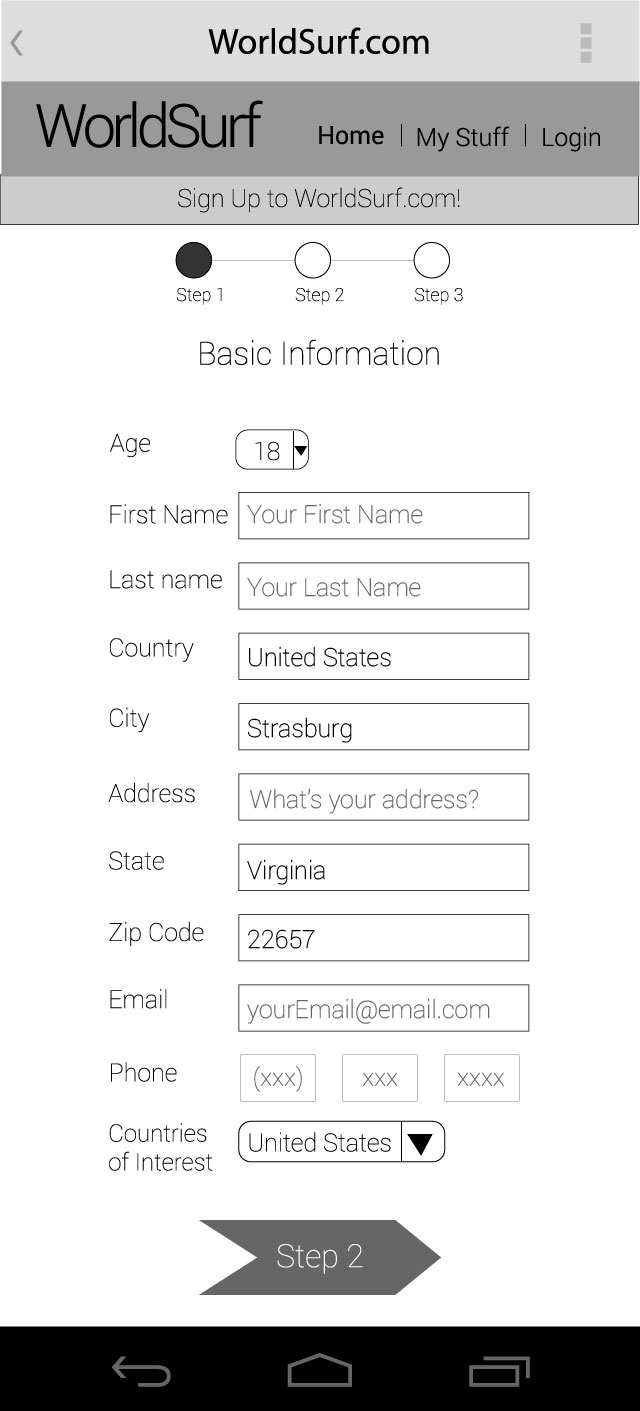 WorldSurf.com
WorldSurf
Home | My Stuff | Login
Sign Up to WorldSurf.com!
Step 1 Step 2 Step 3
Basic Information
Age 18
First Name Your First Name
Last name Your Last Name
Country United States
City Strasburg
Address What's your address?
State Virginia
Zip Code 22657
Email yourEmail@email.com
Phone (xxx) xxx xxxx
Countries
of Interest United States
Step 2